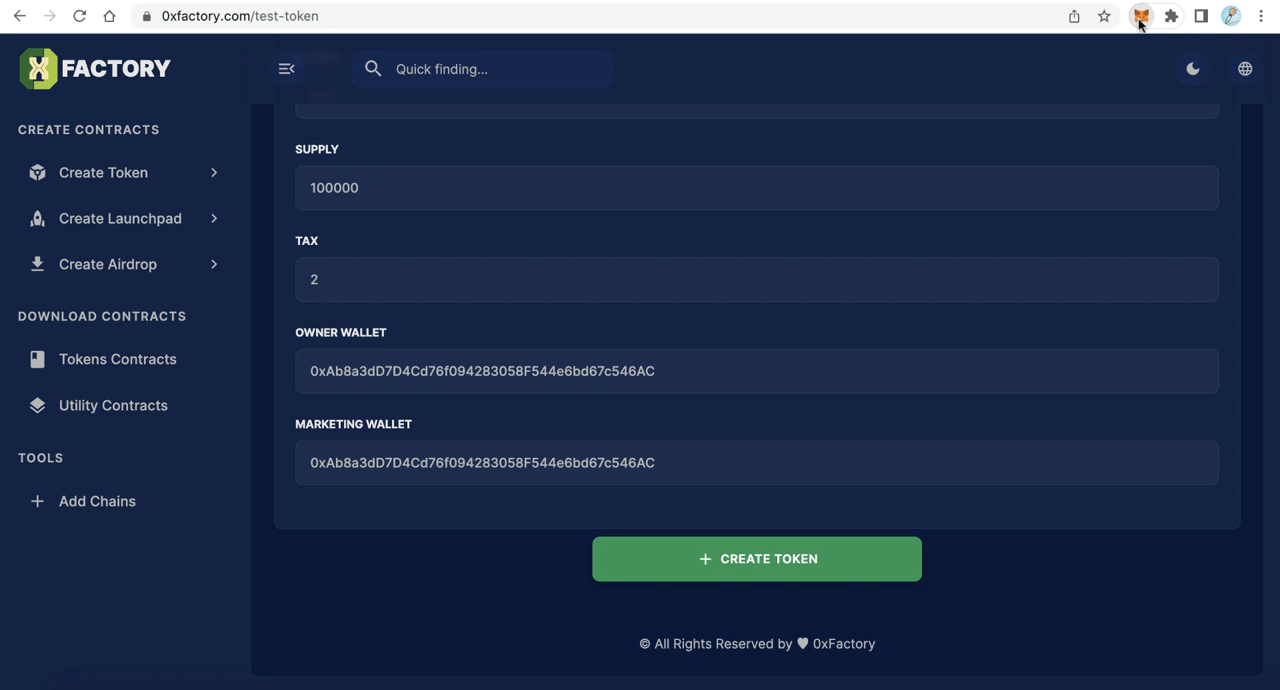 0xfactory.com/test-token
FACTORY
Quick finding...
CREATE CONTRACTS
Create Token
Create Launchpad
Create Airdrop
DOWNLOAD CONTRACTS
Tokens Contracts
Utility Contracts
TOOLS
Add Chains
SUPPLY
100000
TAX
2
OWNER WALLET
0xAb8a3dD7D4Cd76f094283058F544e6bd67c546AC
MARKETING WALLET
0xAb8a3dD7D4Cd76f094283058F544e6bd67c546AC
+ CREATE TOKEN
© All Rights Reserved by ♥ 0xFactory